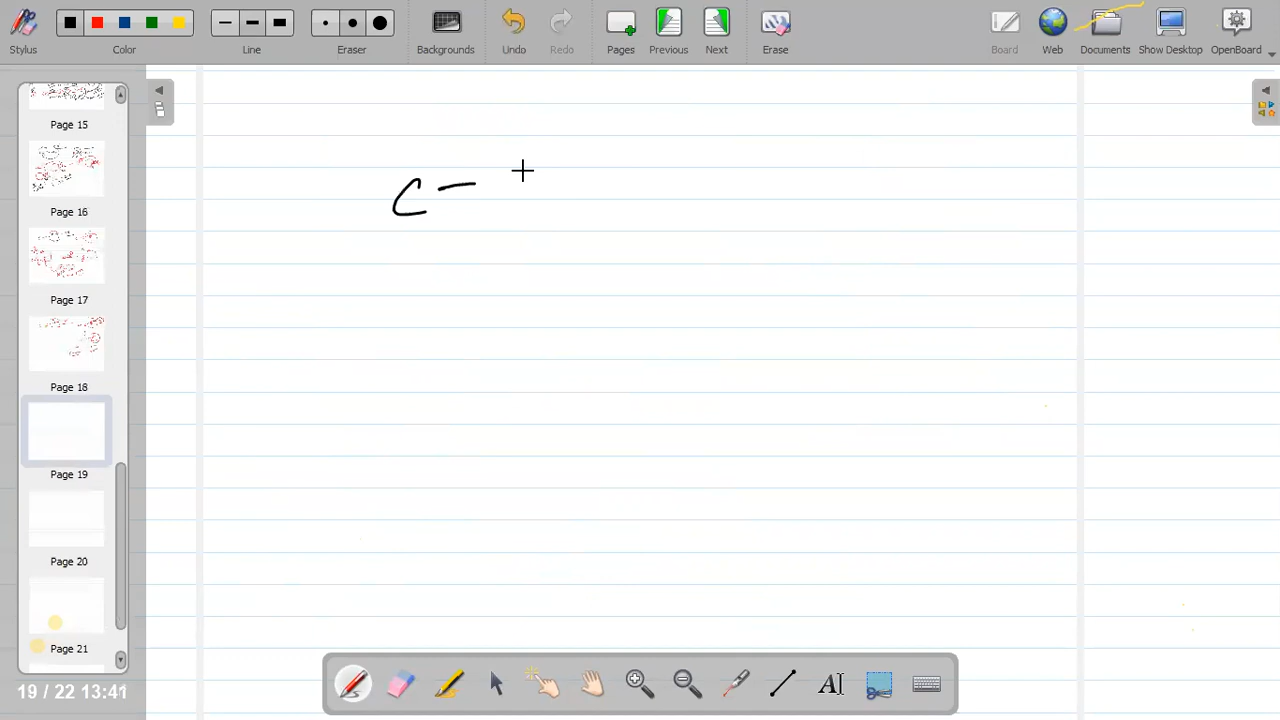 Stylus Color Line Eraser Backgrounds Undo Redo Pages Previous Next Erase Board Web Documents Show Desktop OpenBoard
Page 15
Page 16
Page 17
Page 18
Page 19
Page 20
Page 21
19 / 22 13:41
C –
A